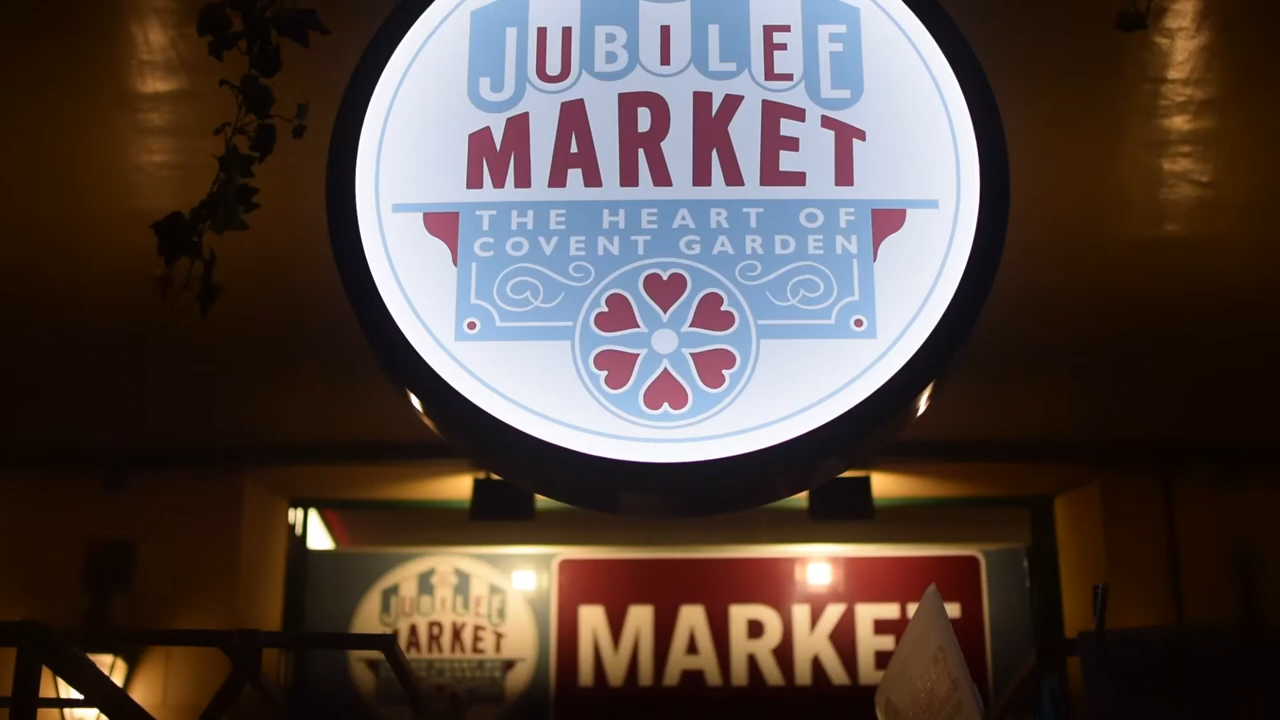 JUBILEE
MARKET
THE HEART OF
COVENT GARDEN
JUBILEE
MARKET
MARKET